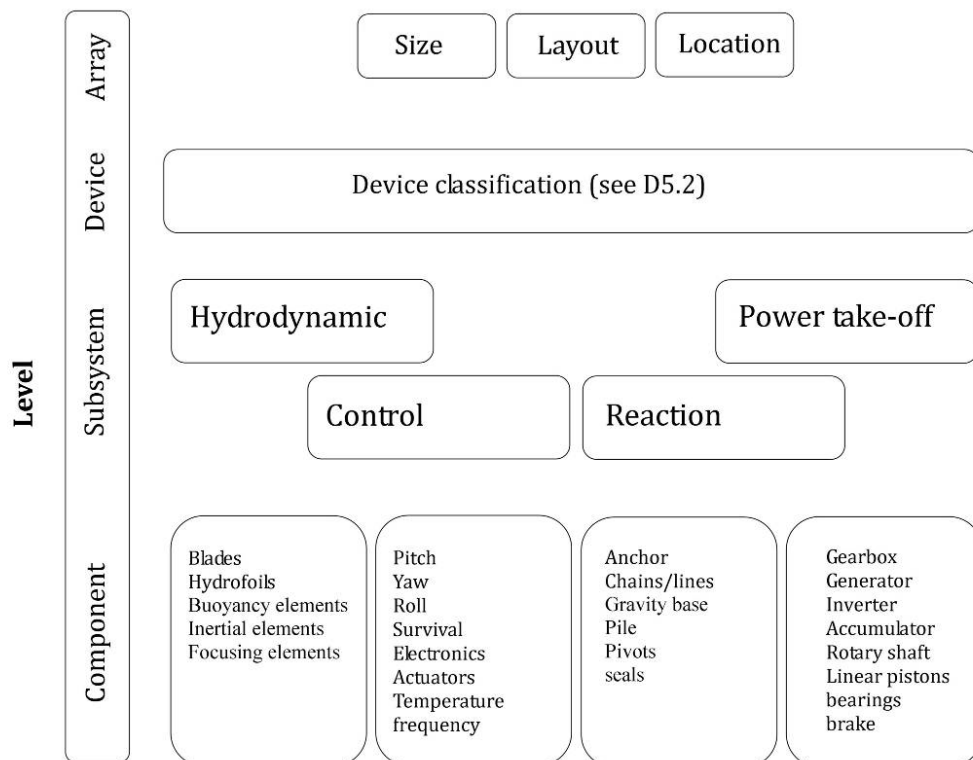 Level
Array
Size
Layout
Location
Device
Device classification (see D5.2)
Subsystem
Hydrodynamic
Power take-off
Control
Reaction
Component
Blades
Hydrofoils
Buoyancy elements
Inertial elements
Focusing elements
Pitch
Yaw
Roll
Survival
Electronics
Actuators
Temperature
frequency
Anchor
Chains/lines
Gravity base
Pile
Pivots
seals
Gearbox
Generator
Inverter
Accumulator
Rotary shaft
Linear pistons
bearings
brake